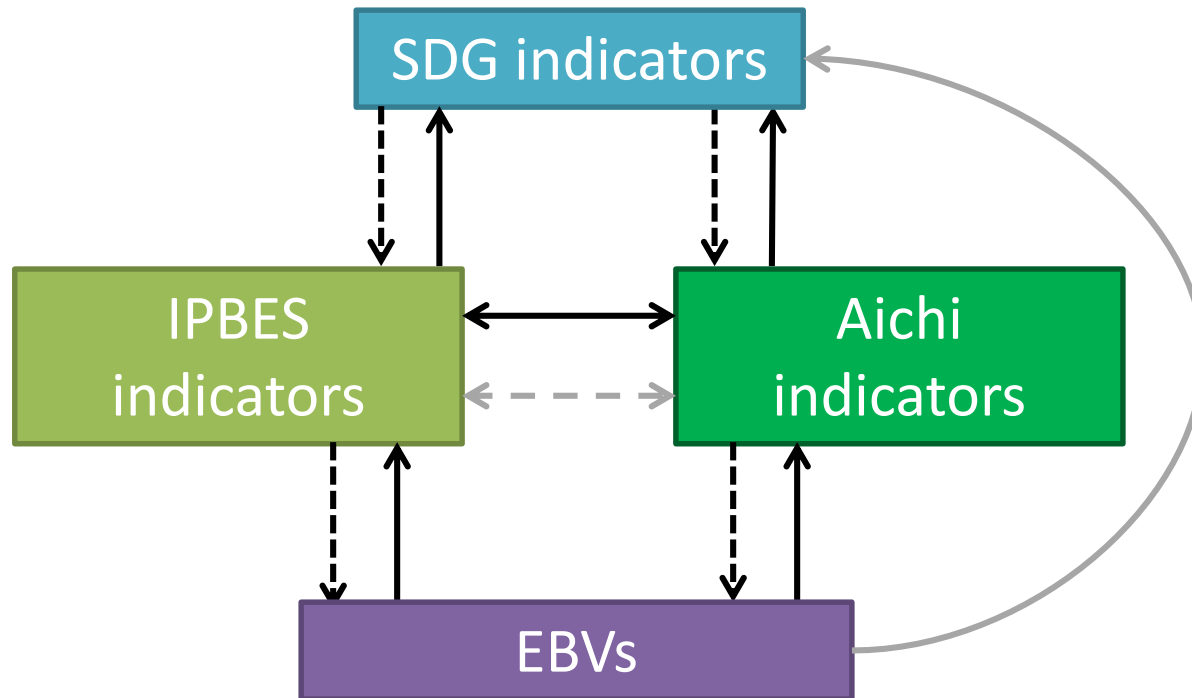 SDG indicators
IPBES
indicators
Aichi
indicators
EBVs